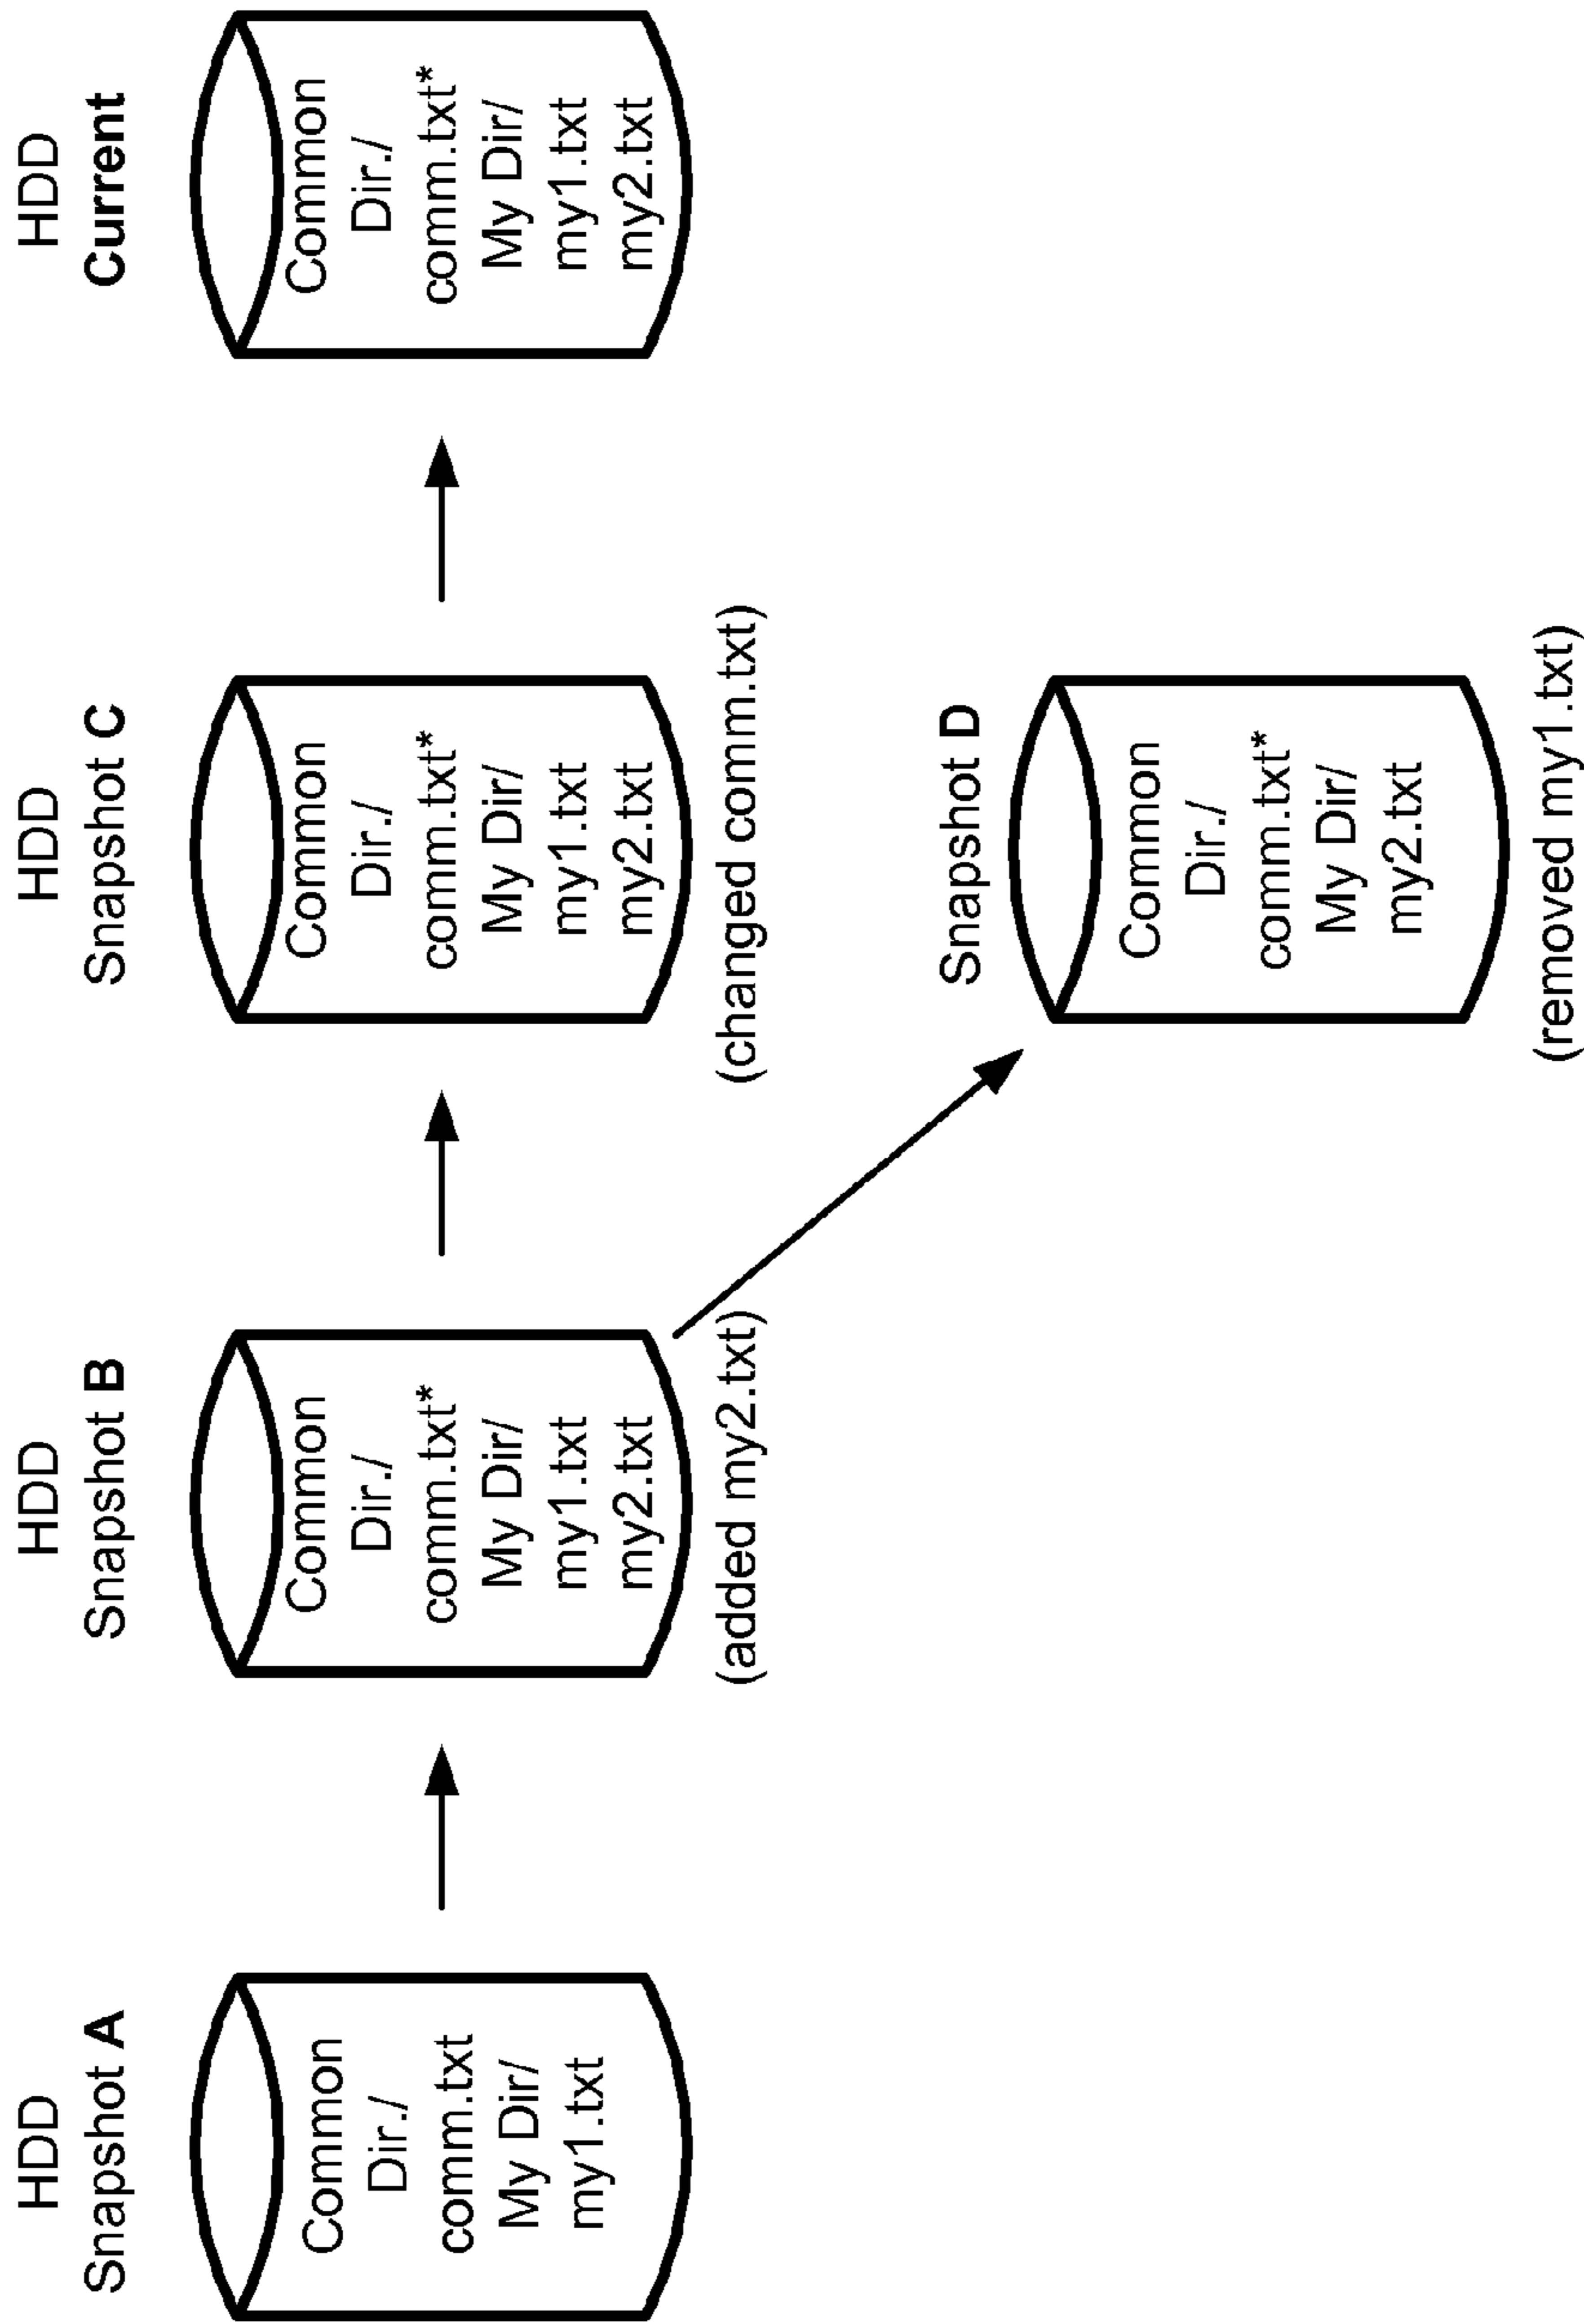 HDD
Snapshot A
Common
Dir./
comm.txt
My Dir/
my1.txt
HDD
Snapshot B
Common
Dir./
comm.txt*
My Dir/
my1.txt
my2.txt
(added my2.txt)
HDD
Snapshot C
Common
Dir./
comm.txt*
My Dir/
my1.txt
my2.txt
(changed comm.txt)
HDD
Current
Common
Dir./
comm.txt*
My Dir/
my1.txt
my2.txt
Snapshot D
Common
Dir./
comm.txt*
My Dir/
my2.txt
(removed my1.txt)